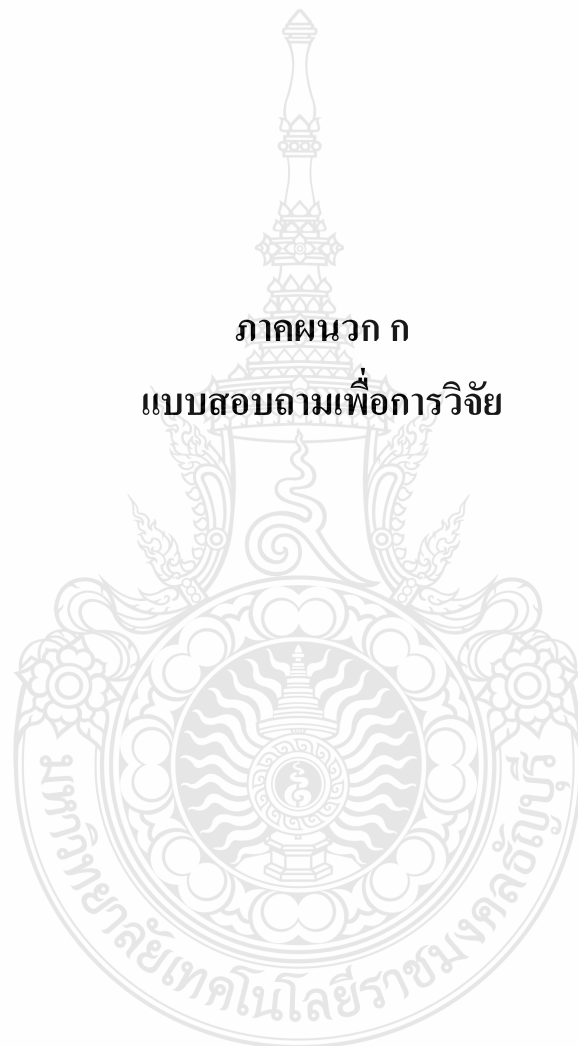 ภาคผนวก ก
แบบสอบถามเพื่อการวิจัย
มหาวิทยาลัยเทคโนโลยีราชมงคลธัญบุรี